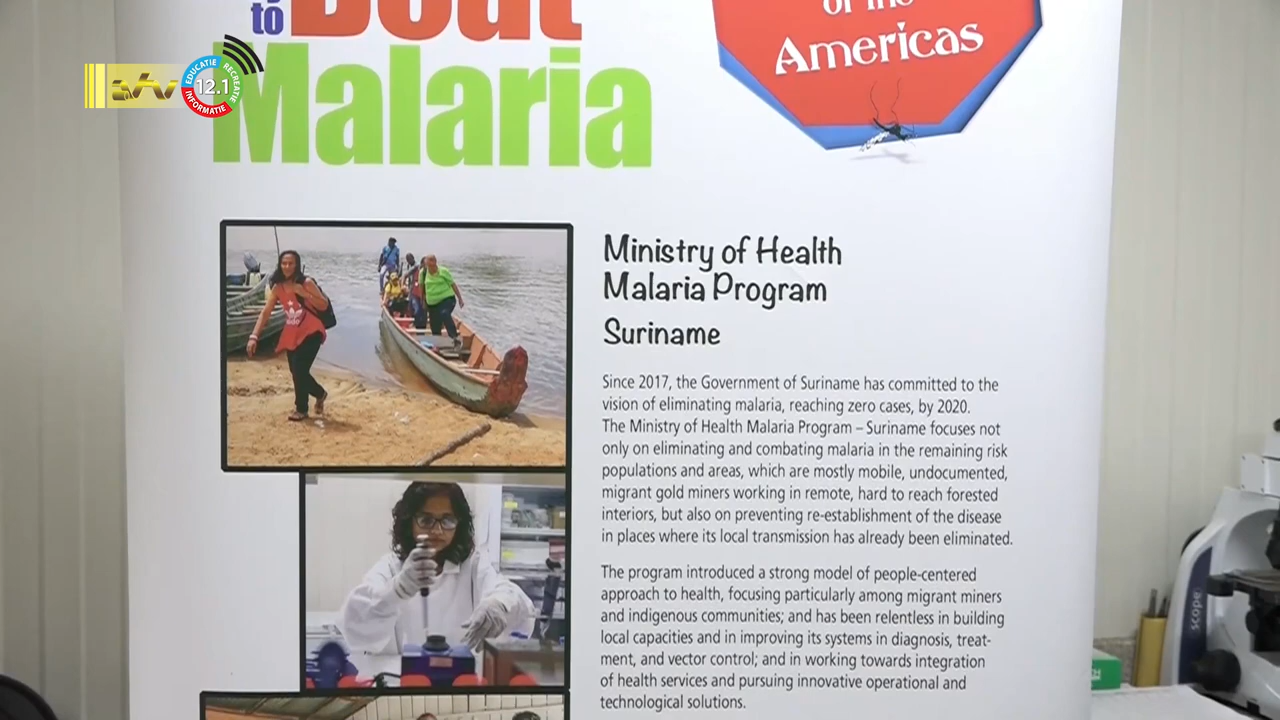 to Beat
Malaria
of the
Americas
atv
EDUCATIE
RECREATIE
INFORMATIE
12.1
Ministry of Health
Malaria Program
Suriname
Since 2017, the Government of Suriname has committed to the
vision of eliminating malaria, reaching zero cases, by 2020.
The Ministry of Health Malaria Program – Suriname focuses not
only on eliminating and combating malaria in the remaining risk
populations and areas, which are mostly mobile, undocumented,
migrant gold miners working in remote, hard to reach forested
interiors, but also on preventing re-establishment of the disease
in places where its local transmission has already been eliminated.
The program introduced a strong model of people-centered
approach to health, focusing particularly among migrant miners
and indigenous communities; and has been relentless in building
local capacities and in improving its systems in diagnosis, treat-
ment, and vector control; and in working towards integration
of health services and pursuing innovative operational and
technological solutions.
scope